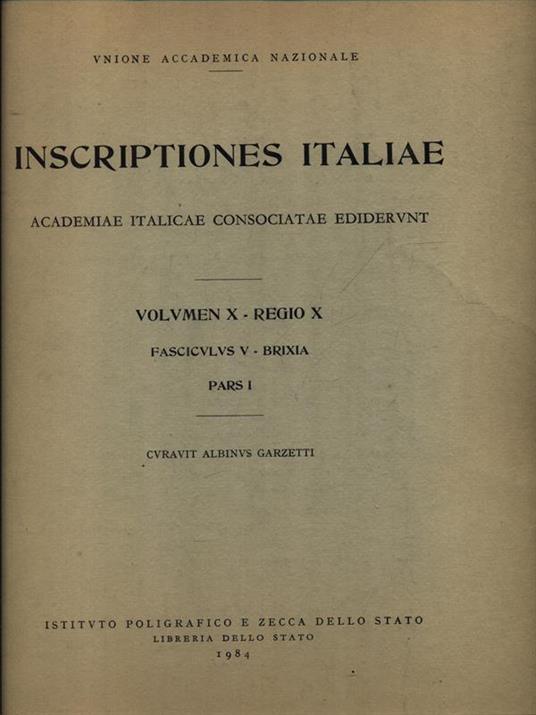 VNIONE ACCADEMICA NAZIONALE
INSCRIPTIONES ITALIAE
ACADEMIAE ITALICAE CONSOCIATAE EDIDERVNT
VOLVMEN X - REGIO X
FASCICVLVS V - BRIXIA
PARS I
CVRAVIT ALBINVS GARZETTI
ISTITVTO POLIGRAFICO E ZECCA DELLO STATO
LIBRERIA DELLO STATO
1984